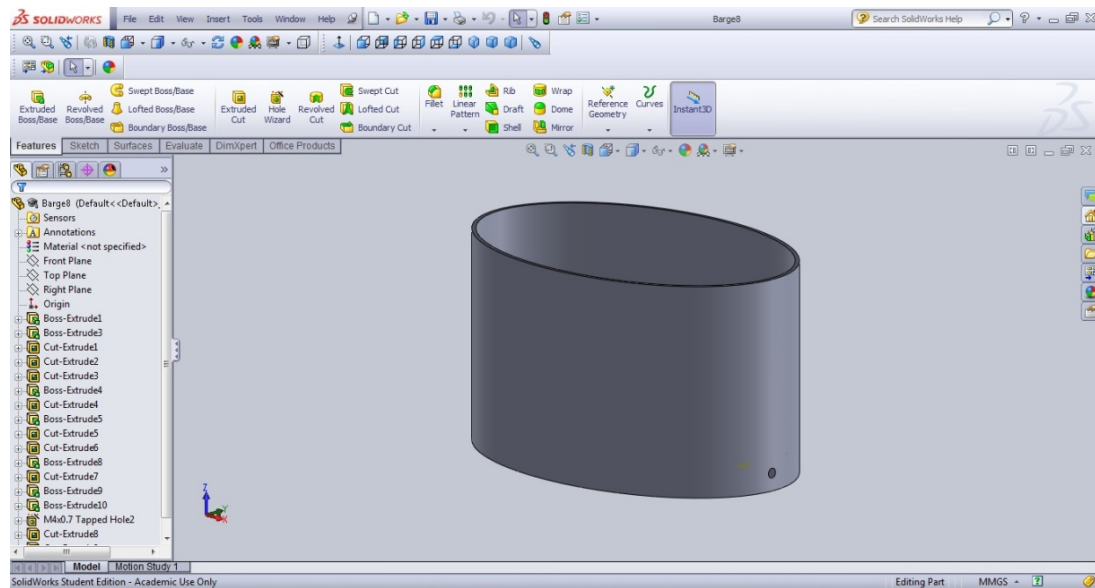 SOLIDWORKS File Edit View Insert Tools Window Help Barge8 Search SolidWorks Help
Extruded Boss/Base
Revolved Boss/Base
Swept Boss/Base
Lofted Boss/Base
Boundary Boss/Base
Extruded Cut
Hole Wizard
Revolved Cut
Swept Cut
Lofted Cut
Boundary Cut
Fillet
Linear Pattern
Rib
Draft
Shell
Wrap
Dome
Mirror
Reference Geometry
Curves
Instant3D
Features Sketch Surfaces Evaluate DimXpert Office Products
Barge8 (Default<<Default>_
Sensors
Annotations
Material <not specified>
Front Plane
Top Plane
Right Plane
Origin
Boss-Extrude1
Boss-Extrude3
Cut-Extrude1
Cut-Extrude2
Cut-Extrude3
Boss-Extrude4
Cut-Extrude4
Boss-Extrude5
Cut-Extrude5
Cut-Extrude6
Boss-Extrude8
Cut-Extrude7
Boss-Extrude9
Boss-Extrude10
M4x0.7 Tapped Hole2
Cut-Extrude8
Z
Y
X
Model Motion Study 1
SolidWorks Student Edition - Academic Use Only Editing Part MMGS